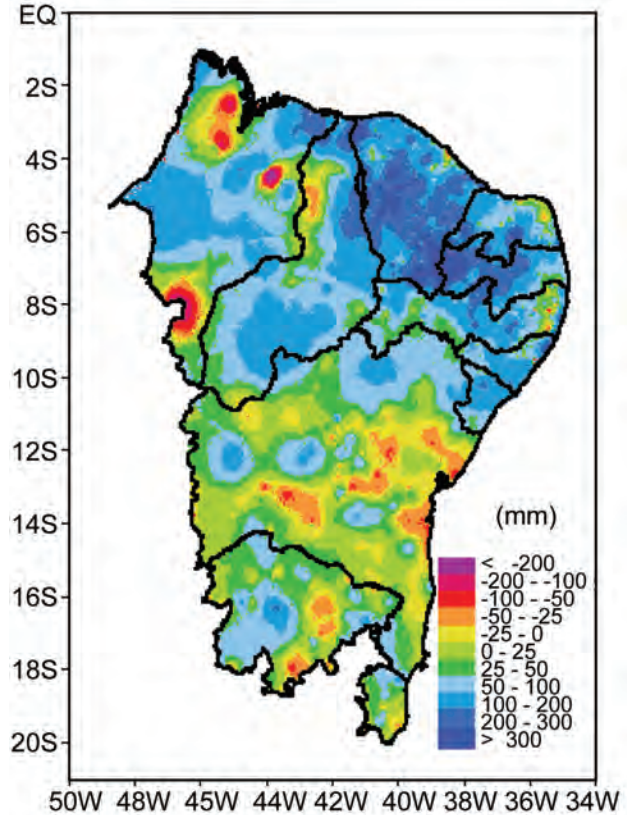 EQ
2S
4S
6S
8S
10S
12S
14S
16S
18S
20S
(mm)
< -200
-200 - -100
-100 - -50
-50 - -25
-25 - 0
0 - 25
25 - 50
50 - 100
100 - 200
200 - 300
> 300
50W 48W 45W 44W 42W 40W 38W 36W 34W